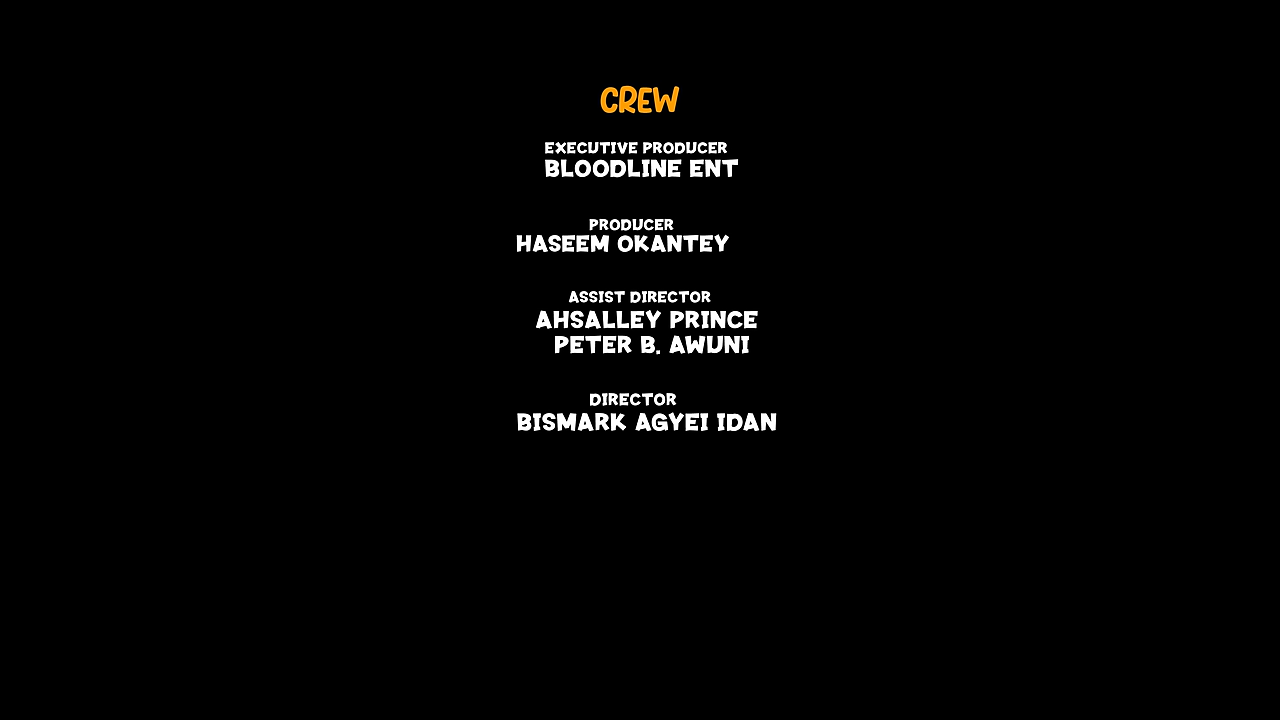 CREW
EXECUTIVE PRODUCER
BLOODLINE ENT
PRODUCER
HASEEM OKANTEY
ASSIST DIRECTOR
AHSALLEY PRINCE
PETER B. AWUNI
DIRECTOR
BISMARK AGYEI IDAN